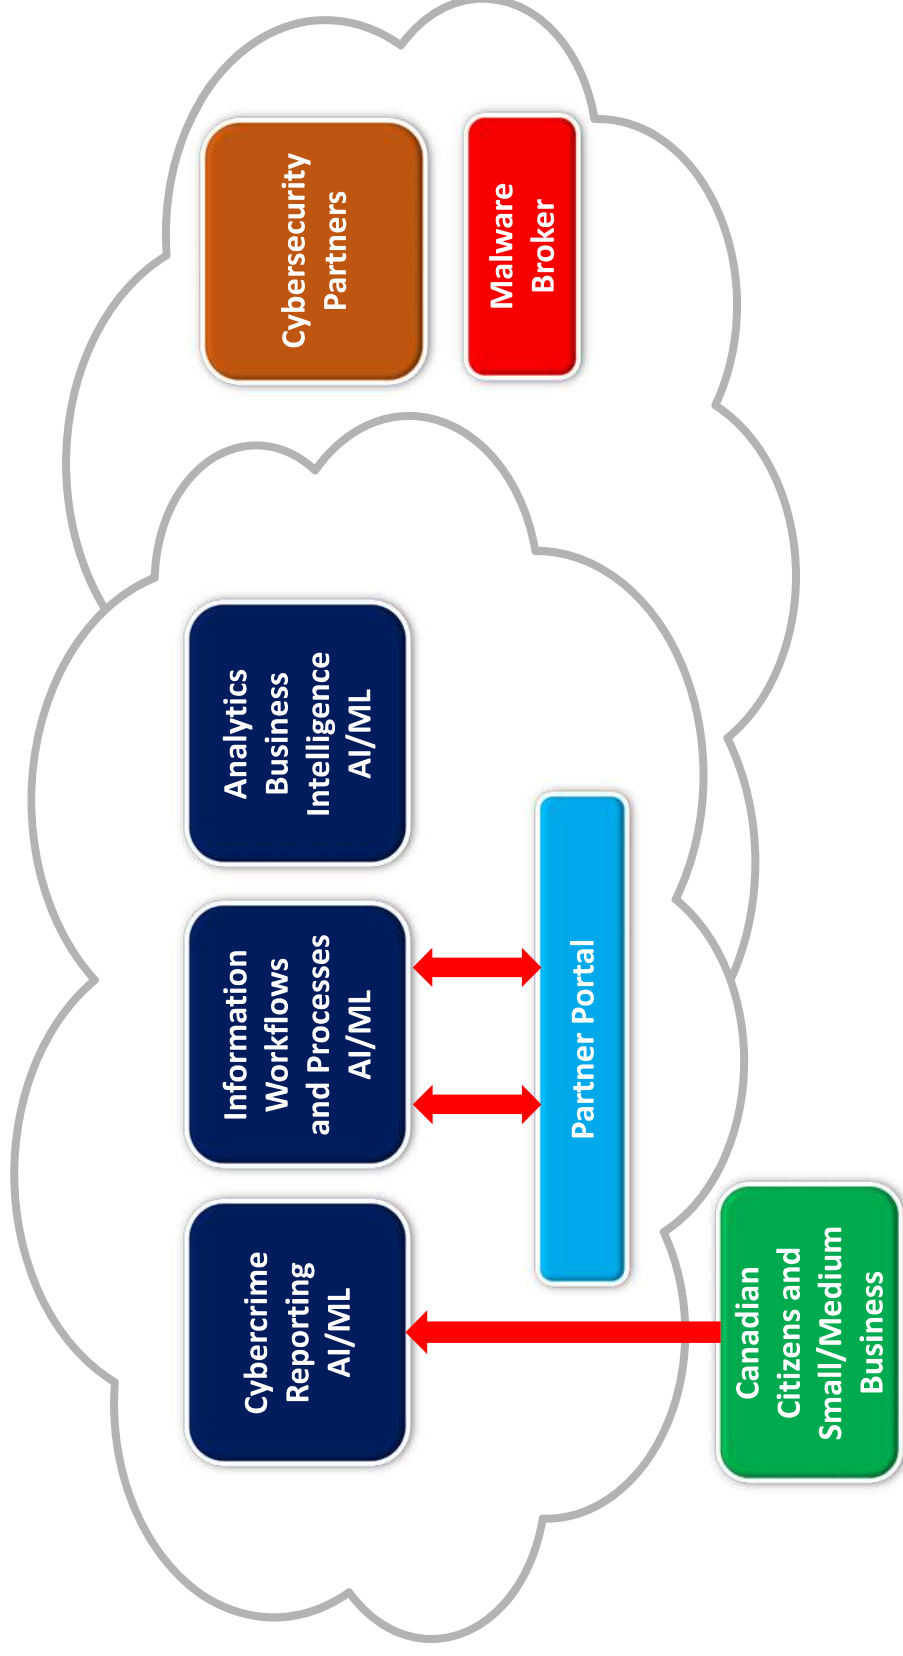 Cybercrime
Reporting
AI/ML
Information
Workflows
and Processes
AI/ML
Analytics
Business
Intelligence
AI/ML
Cybersecurity
Partners
Malware
Broker
Partner Portal
Canadian
Citizens and
Small/Medium
Business